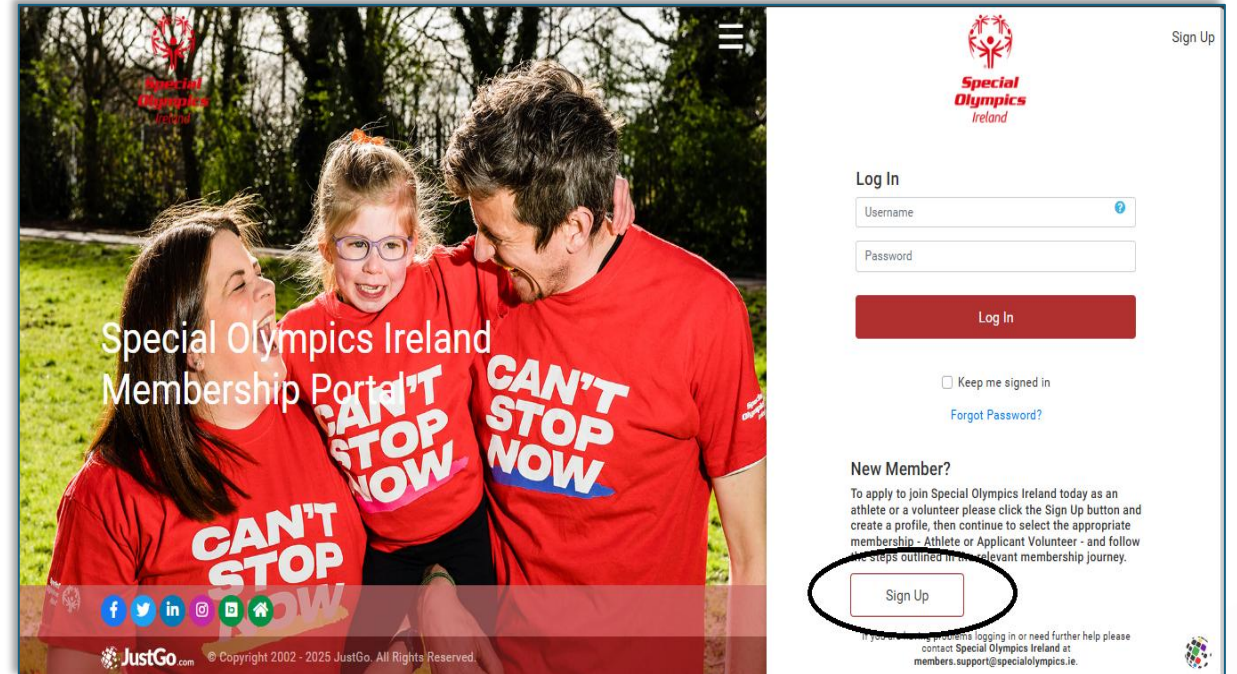 Special
Olympics
Ireland
Special Olympics Ireland
Membership Portal
CAN'T
STOP
NOW
CAN'T
STOP
NOW
CAN'T
STOP
NOW
JustGo.com © Copyright 2002 - 2025 JustGo. All Rights Reserved.
Sign Up
Special
Olympics
Ireland
Log In
Username
Password
Log In
Keep me signed in
Forgot Password?
New Member?
To apply to join Special Olympics Ireland today as an
athlete or a volunteer please click the Sign Up button and
create a profile, then continue to select the appropriate
membership - Athlete or Applicant Volunteer - and follow
the steps outlined in the relevant membership journey.
Sign Up
If you are having problems logging in or need further help please
contact Special Olympics Ireland at
members.support@specialolympics.ie.